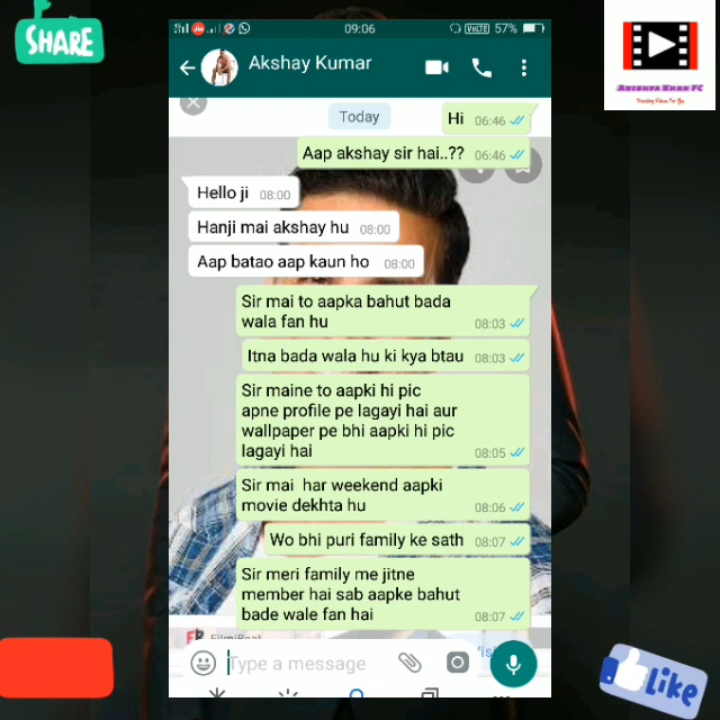 SHARE
09:06
VoLTE 57%
Akshay Kumar
Today
Hi 06:46
Aap akshay sir hai..?? 06:46
Hello ji 08:00
Hanji mai akshay hu 08:00
Aap batao aap kaun ho 08:00
Sir mai to aapka bahut bada
wala fan hu 08:03
Itna bada wala hu ki kya btau 08:03
Sir maine to aapki hi pic
apne profile pe lagayi hai aur
wallpaper pe bhi aapki hi pic
lagayi hai 08:05
Sir mai har weekend aapki
movie dekhta hu 08:06
Wo bhi puri family ke sath 08:07
Sir meri family me jitne
member hai sab aapke bahut
bade wale fan hai 08:07
Type a message
Like